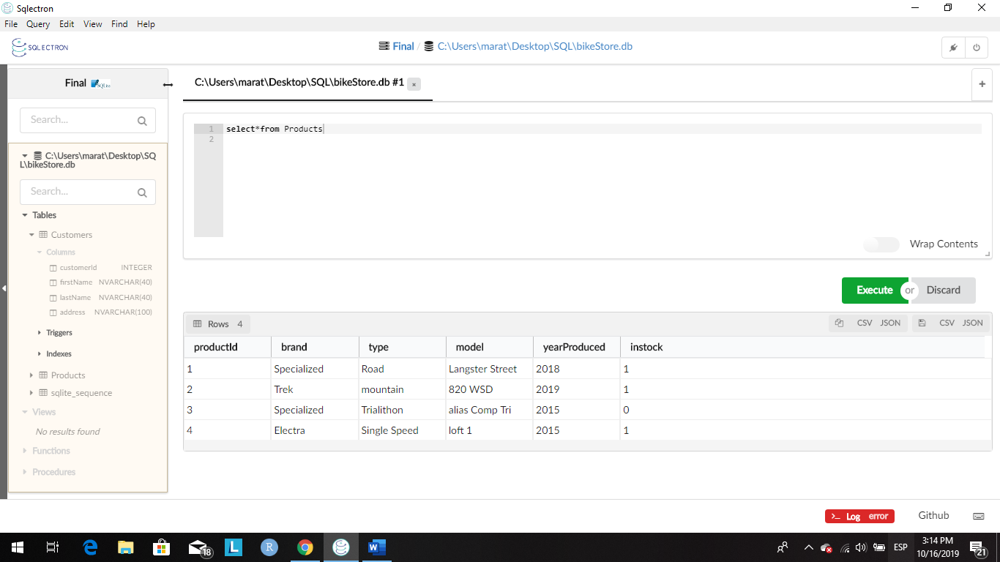 Sqlectron
File Query Edit View Find Help
SQLECTRON
Final / C:\Users\marat\Desktop\SQL\bikeStore.db
Final SQLite
C:\Users\marat\Desktop\SQL\bikeStore.db #1 ×
+
Search...
C:\Users\marat\Desktop\SQ
L\bikeStore.db
Search...
Tables
Customers
Columns
customerId INTEGER
firstName NVARCHAR(40)
lastName NVARCHAR(40)
address NVARCHAR(100)
Triggers
Indexes
Products
sqlite_sequence
Views
No results found
Functions
Procedures
1 select*from Products
2
Wrap Contents
Execute or Discard
Rows 4 CSV JSON CSV JSON
productId brand type model yearProduced instock
1 Specialized Road Langster Street 2018 1
2 Trek mountain 820 WSD 2019 1
3 Specialized Trialithon alias Comp Tri 2015 0
4 Electra Single Speed loft 1 2015 1
>_ Log error Github
18 L R W ESP 3:14 PM
10/16/2019 21